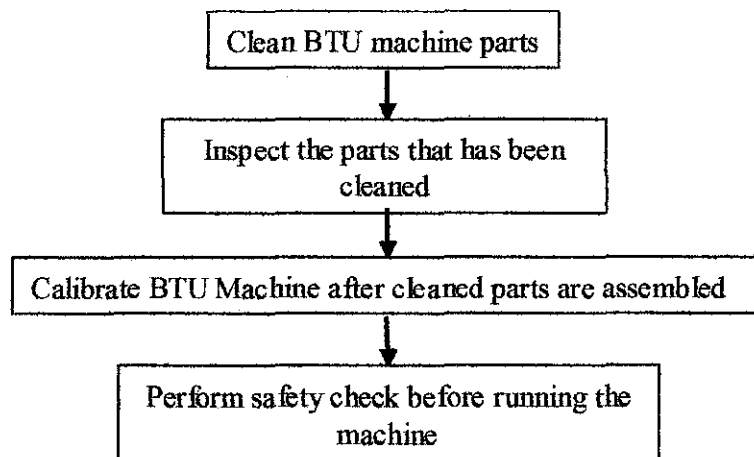 Clean BTU machine parts
Inspect the parts that has been
cleaned
Calibrate BTU Machine after cleaned parts are assembled
Perform safety check before running the
machine